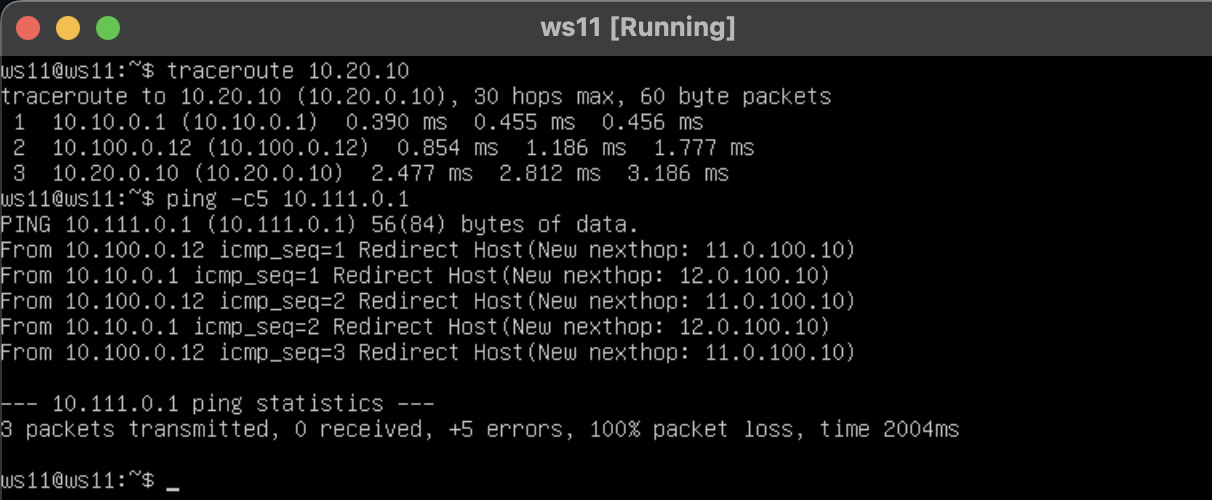 ws11 [Running]
ws11@ws11:~$ traceroute 10.20.10
traceroute to 10.20.10 (10.20.0.10), 30 hops max, 60 byte packets
 1  10.10.0.1 (10.10.0.1)  0.390 ms  0.455 ms  0.456 ms
 2  10.100.0.12 (10.100.0.12)  0.854 ms  1.186 ms  1.777 ms
 3  10.20.0.10 (10.20.0.10)  2.477 ms  2.812 ms  3.186 ms
ws11@ws11:~$ ping -c5 10.111.0.1
PING 10.111.0.1 (10.111.0.1) 56(84) bytes of data.
From 10.100.0.12 icmp_seq=1 Redirect Host(New nexthop: 11.0.100.10)
From 10.10.0.1 icmp_seq=1 Redirect Host(New nexthop: 12.0.100.10)
From 10.100.0.12 icmp_seq=2 Redirect Host(New nexthop: 11.0.100.10)
From 10.10.0.1 icmp_seq=2 Redirect Host(New nexthop: 12.0.100.10)
From 10.100.0.12 icmp_seq=3 Redirect Host(New nexthop: 11.0.100.10)
--- 10.111.0.1 ping statistics ---
3 packets transmitted, 0 received, +5 errors, 100% packet loss, time 2004ms
ws11@ws11:~$ _